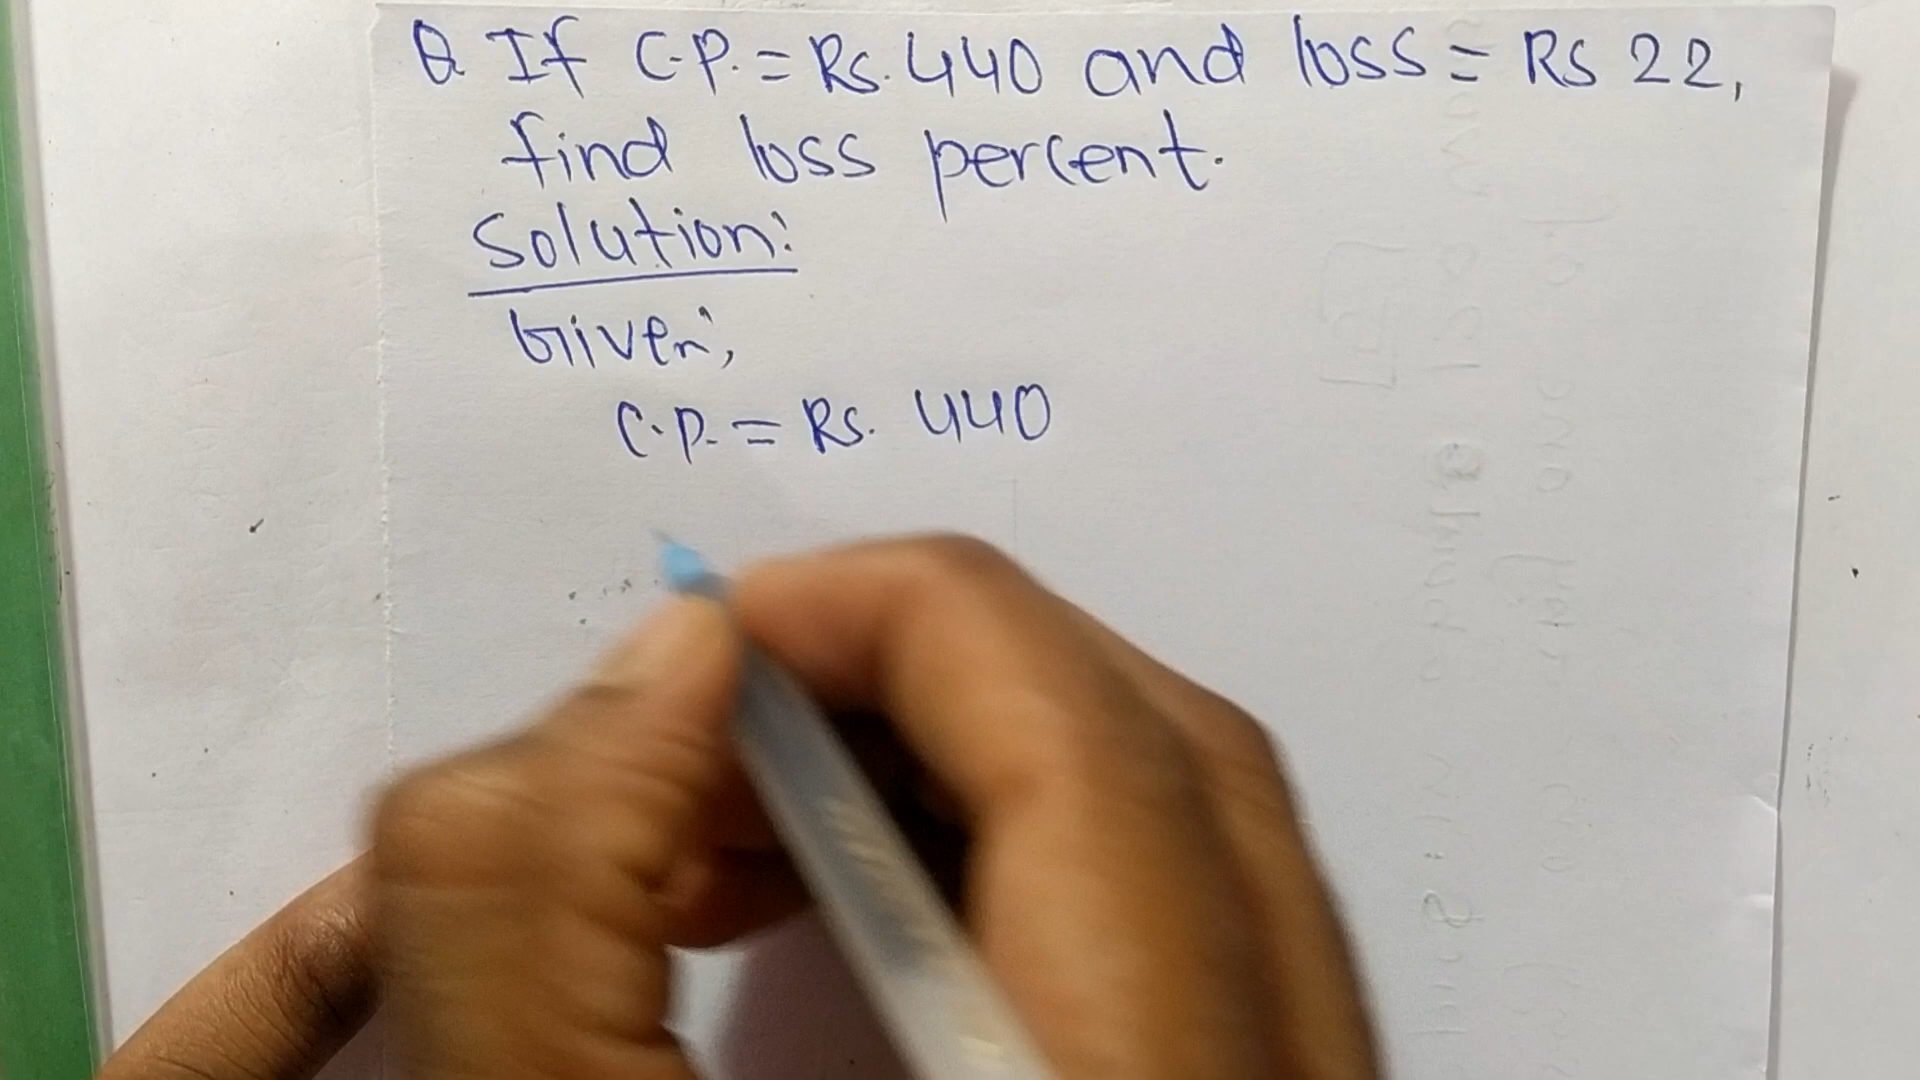 Q. If C.P. = Rs. 440 and loss = Rs 22,
find loss percent.
Solution:
Given,
C.P. = Rs. 440